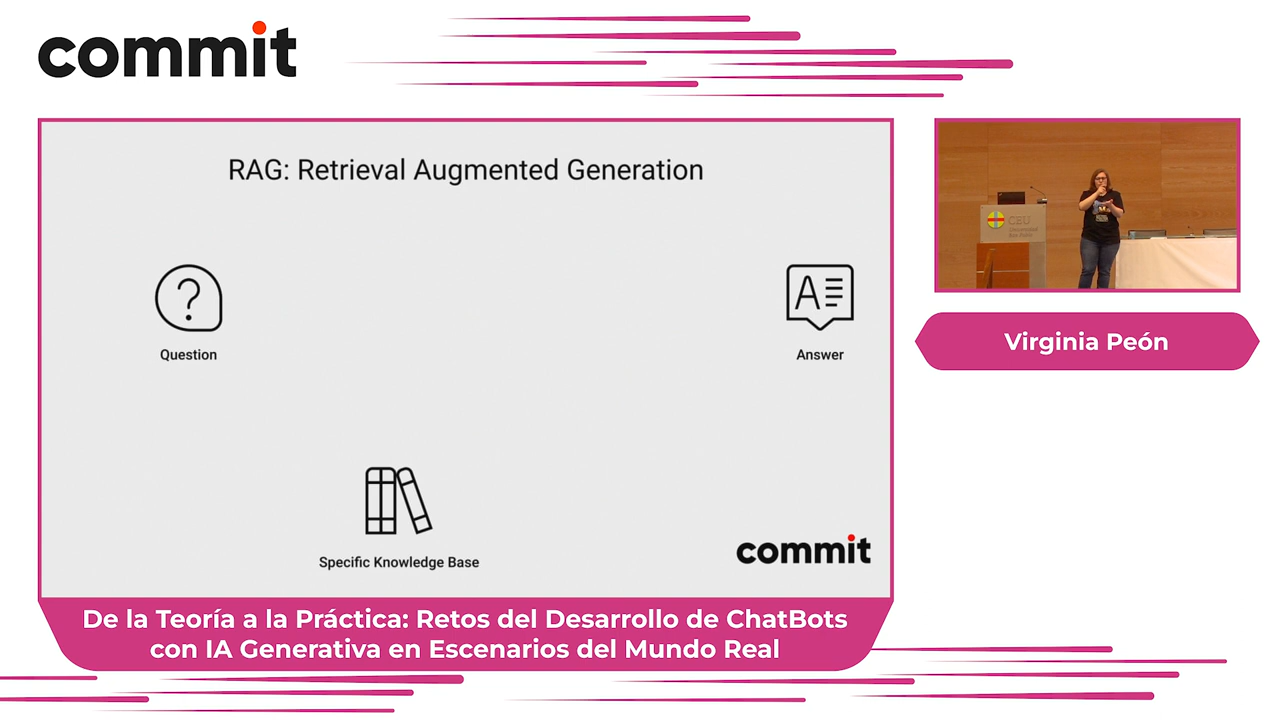 commit
RAG: Retrieval Augmented Generation
Question
Answer
Specific Knowledge Base
commit
De la Teoría a la Práctica: Retos del Desarrollo de ChatBots
con IA Generativa en Escenarios del Mundo Real
CEU
Virginia Peón